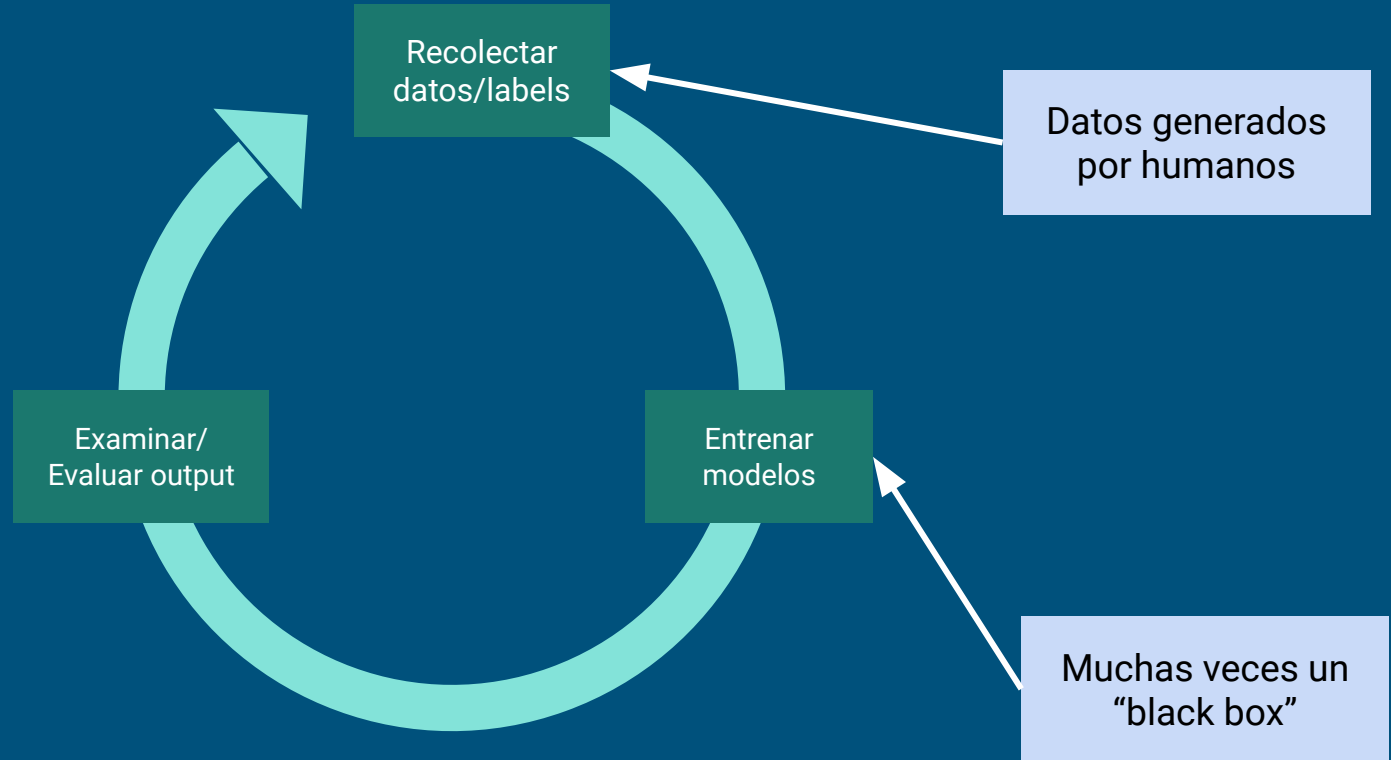 Recolectar
datos/labels
Datos generados
por humanos
Examinar/
Evaluar output
Entrenar
modelos
Muchas veces un
“black box”